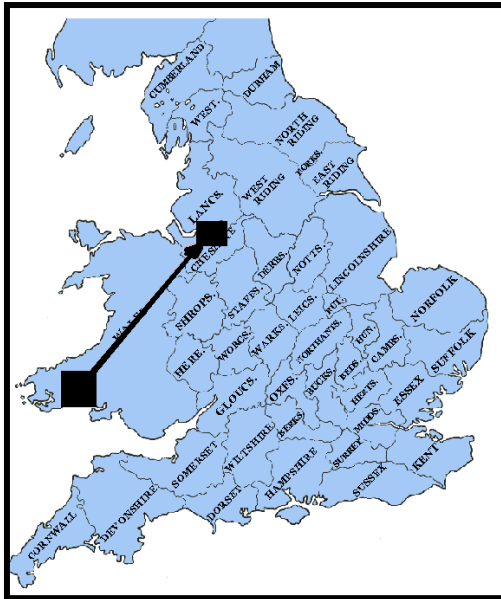 CUMBERLAND
DURHAM
WEST.
NORTH
RIDING
YORKS.
EAST
RIDING
WEST
RIDING
LANCS.
DERBS.
NOTTS.
LINCOLNSHIRE
SHROPS.
STAFFS.
LEICS.
RUT.
NORFOLK
HERE.
WORCS.
WARKS.
NORTHANTS.
HUN.
CAMBS.
SUFFOLK
GLOUCS.
OXFS.
BUCKS.
BEDS.
HERTS.
ESSEX
MIDDS.
BERKS.
WILTSHIRE
SOMERSET
HAMPSHIRE
SURREY
KENT
SUSSEX
DORSET
DEVONSHIRE
CORNWALL